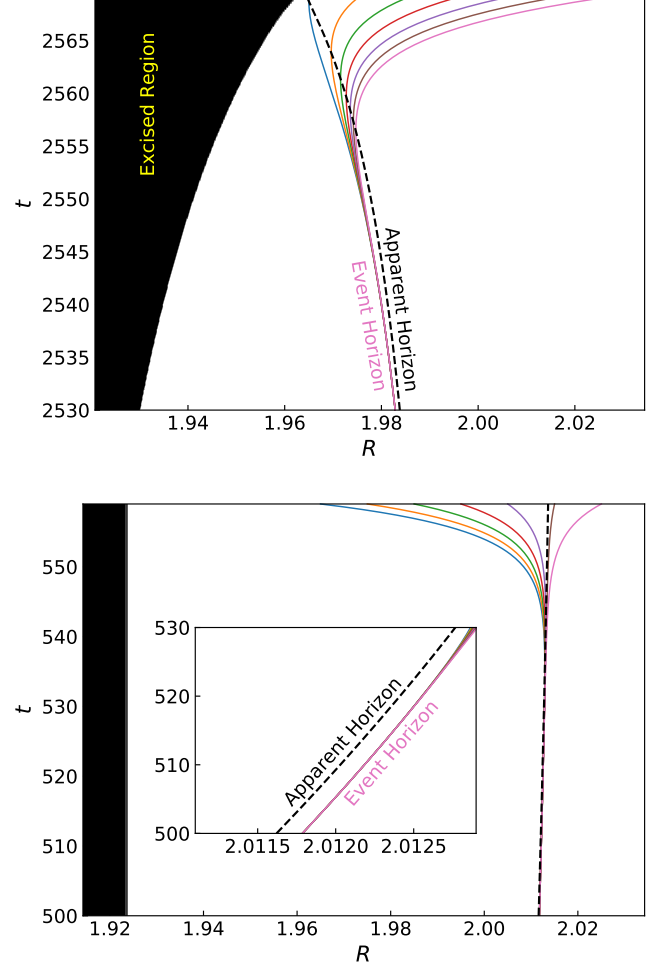 2565
2560
2555
2550
2545
2540
2535
2530
t
Excised Region
Apparent Horizon
Event Horizon
1.94 1.96 1.98 2.00 2.02
R
550
540
530
520
510
500
t
530
520
510
500
Apparent Horizon
Event Horizon
2.0115 2.0120 2.0125
1.92 1.94 1.96 1.98 2.00 2.02
R